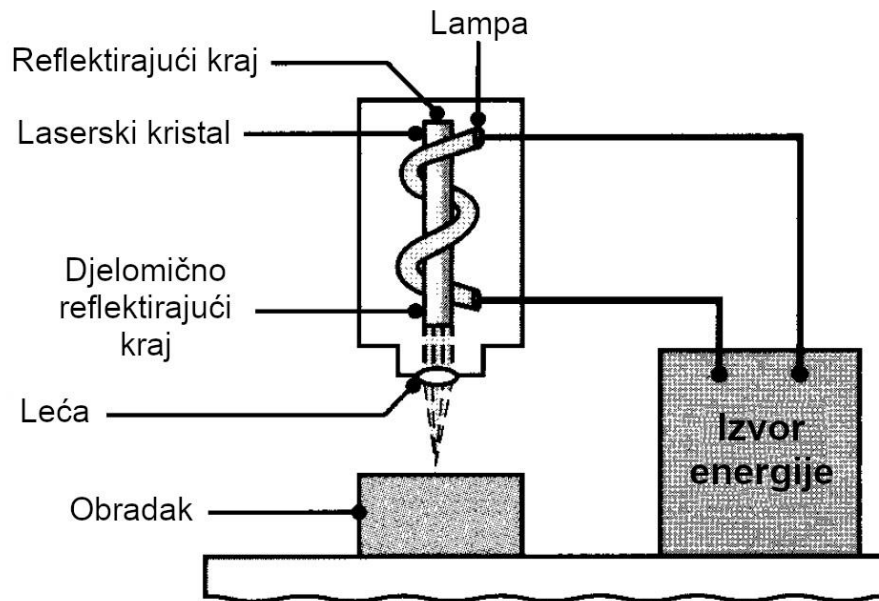 Lampa
Reflektirajući kraj
Laserski kristal
Djelomično
reflektirajući
kraj
Leća
Izvor
energije
Obradak